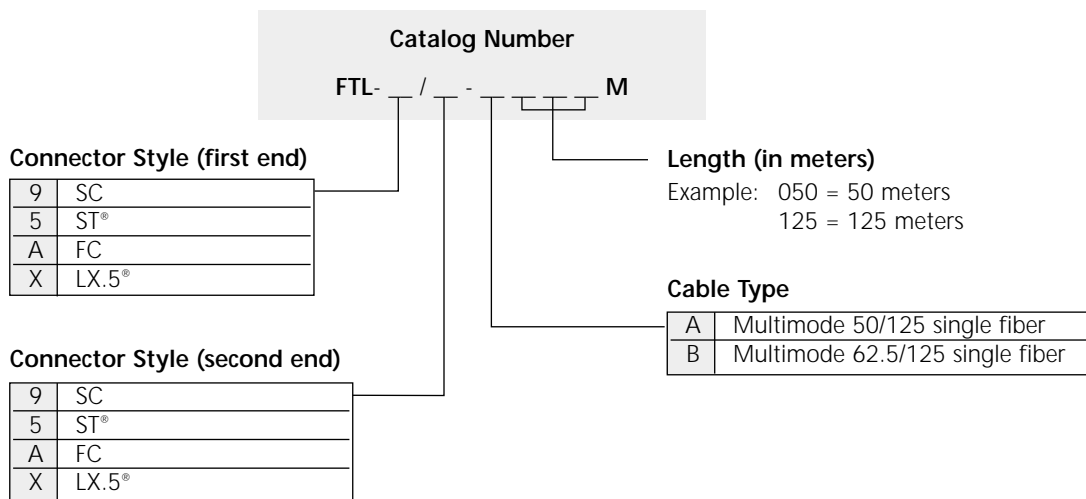 Catalog Number
FTL- __ / __ - __ __ __ __ M
Connector Style (first end)
9 SC
5 ST®
A FC
X LX.5®
Length (in meters)
Example: 050 = 50 meters
125 = 125 meters
Cable Type
A Multimode 50/125 single fiber
B Multimode 62.5/125 single fiber
Connector Style (second end)
9 SC
5 ST®
A FC
X LX.5®